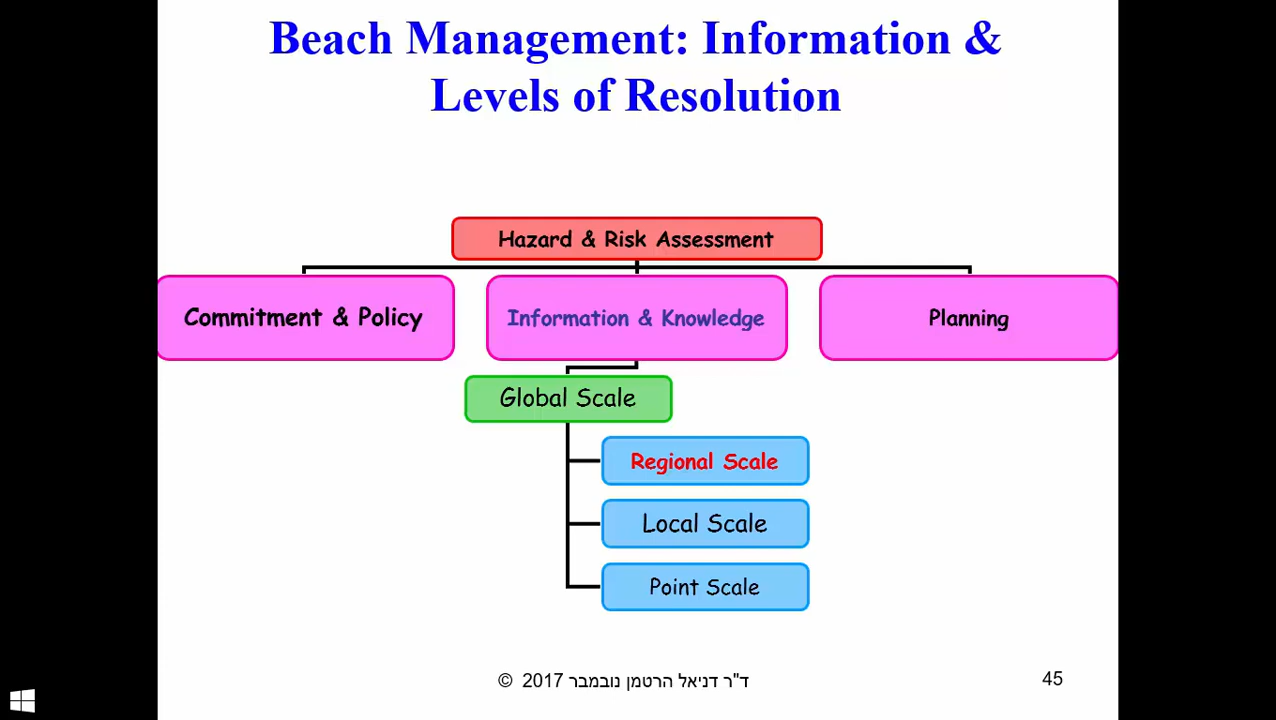 Beach Management: Information &
Levels of Resolution
Hazard & Risk Assessment
Commitment & Policy
Information & Knowledge
Planning
Global Scale
Regional Scale
Local Scale
Point Scale
ד"ר דניאל הרטמן נובמבר 2017 ©
45